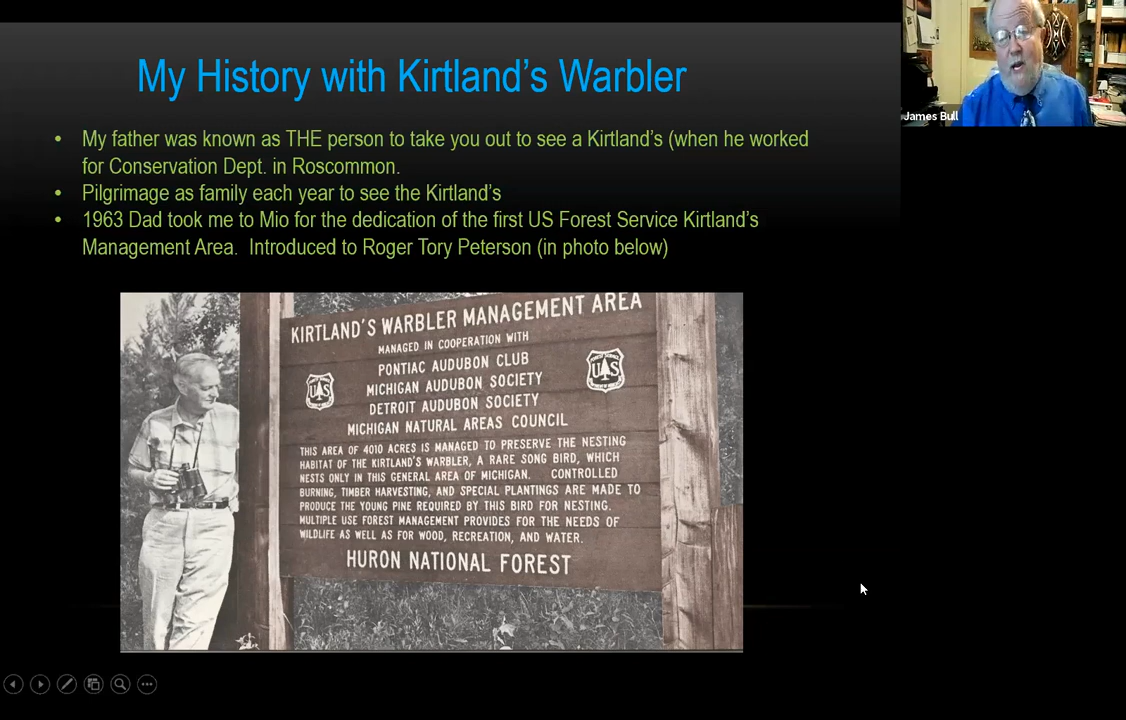 My History with Kirtland's Warbler
James Bull
• My father was known as THE person to take you out to see a Kirtland's (when he worked
for Conservation Dept. in Roscommon.
• Pilgrimage as family each year to see the Kirtland's
• 1963 Dad took me to Mio for the dedication of the first US Forest Service Kirtland's
Management Area.  Introduced to Roger Tory Peterson (in photo below)
KIRTLAND'S WARBLER MANAGEMENT AREA
MANAGED IN COOPERATION WITH
PONTIAC AUDUBON CLUB
MICHIGAN AUDUBON SOCIETY
DETROIT AUDUBON SOCIETY
MICHIGAN NATURAL AREAS COUNCIL
US
US
THIS AREA OF 4010 ACRES IS MANAGED TO PRESERVE THE NESTING
HABITAT OF THE KIRTLAND'S WARBLER, A RARE SONG BIRD, WHICH
NESTS ONLY IN THIS GENERAL AREA OF MICHIGAN. CONTROLLED
BURNING, TIMBER HARVESTING, AND SPECIAL PLANTINGS ARE MADE TO
PRODUCE THE YOUNG PINE REQUIRED BY THIS BIRD FOR NESTING.
MULTIPLE USE FOREST MANAGEMENT PROVIDES FOR THE NEEDS OF
WILDLIFE AS WELL AS FOR WOOD, RECREATION, AND WATER.
HURON NATIONAL FOREST